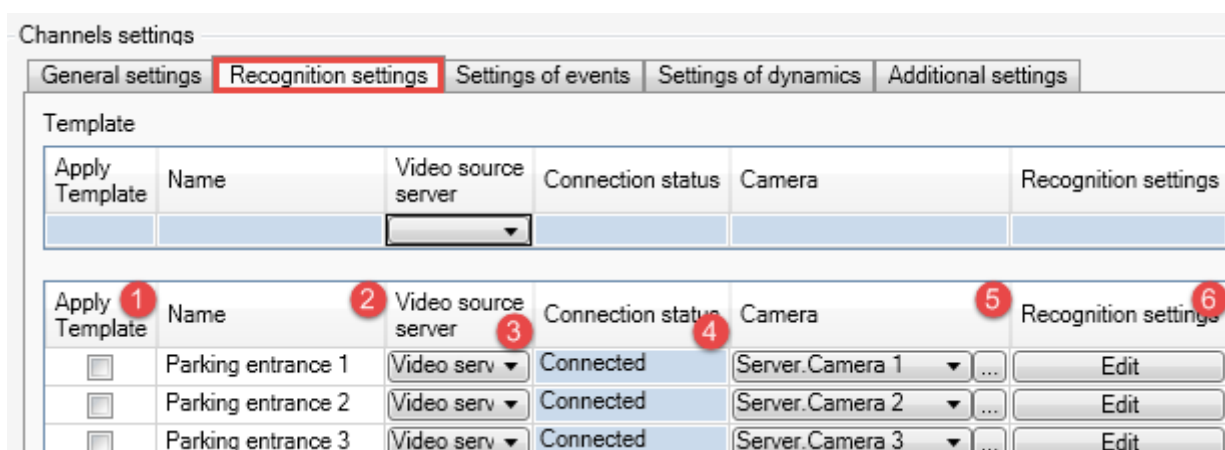 Channels settings
General settings Recognition settings Settings of events Settings of dynamics Additional settings
Template
Apply Template Name Video source server Connection status Camera Recognition settings
Apply Template 1 Name 2 Video source server 3 Connection status 4 Camera 5 Recognition settings 6
Parking entrance 1 Video serv Connected Server.Camera 1 ... Edit
Parking entrance 2 Video serv Connected Server.Camera 2 ... Edit
Parking entrance 3 Video serv Connected Server.Camera 3 ... Edit